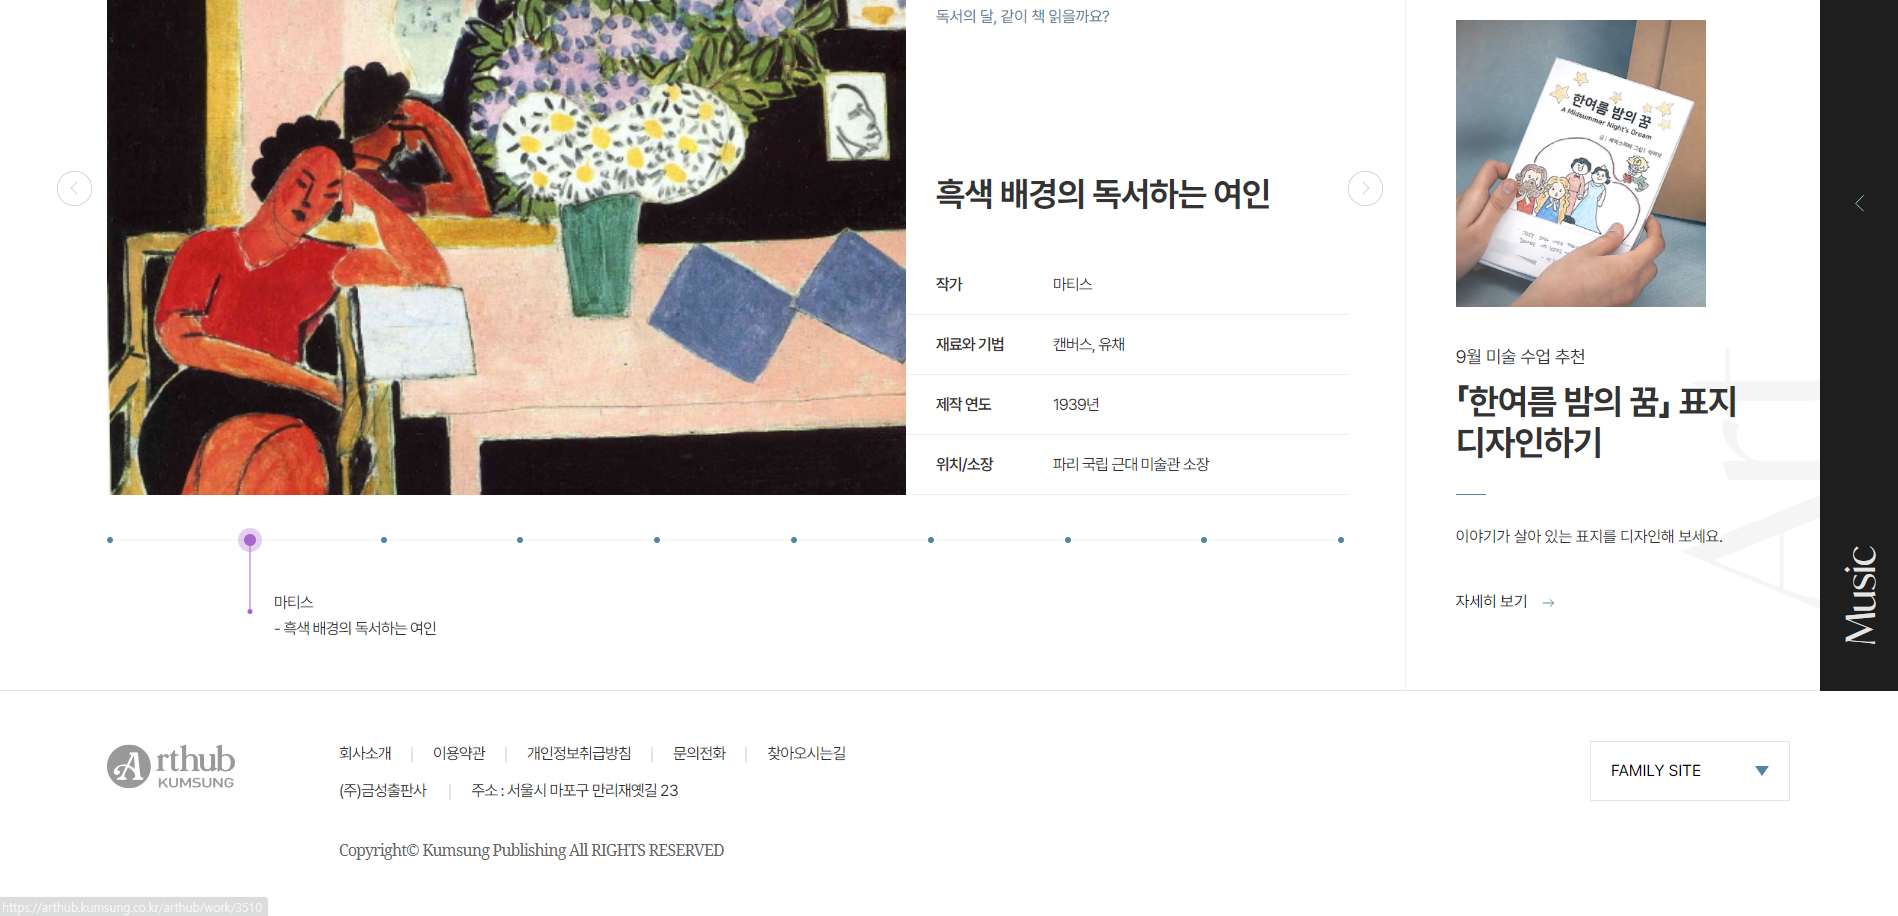 독서의 달, 같이 책 읽을까요?
흑색 배경의 독서하는 여인
작가 마티스
재료와 기법 캔버스, 유채
제작 연도 1939년
위치/소장 파리 국립 근대 미술관 소장
마티스
- 흑색 배경의 독서하는 여인
한여름 밤의 꿈
A Midsummer Night's Dream
9월 미술 수업 추천
「한여름 밤의 꿈」 표지
디자인하기
이야기가 살아 있는 표지를 디자인해 보세요.
자세히 보기
Art
Music
Arthub
KUMSUNG
회사소개 | 이용약관 | 개인정보취급방침 | 문의전화 | 찾아오시는길
(주)금성출판사 | 주소 : 서울시 마포구 만리재옛길 23
Copyright© Kumsung Publishing All RIGHTS RESERVED
FAMILY SITE
https://arthub.kumsung.co.kr/arthub/work/3510